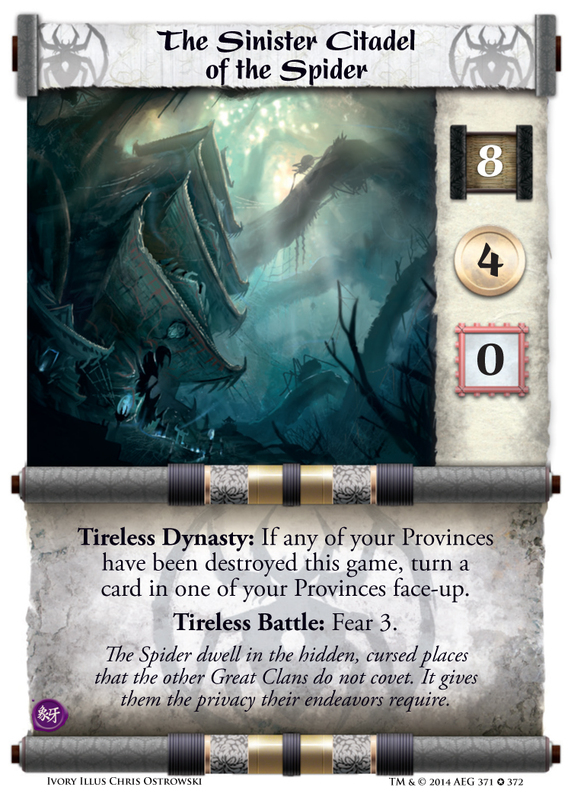 The Sinister Citadel
of the Spider
8
4
0
Tireless Dynasty: If any of your Provinces
have been destroyed this game, turn a
card in one of your Provinces face-up.
Tireless Battle: Fear 3.
The Spider dwell in the hidden, cursed places
that the other Great Clans do not covet. It gives
them the privacy their endeavors require.
象牙
Ivory Illus Chris Ostrowski
TM & © 2014 AEG 371 ✪ 372